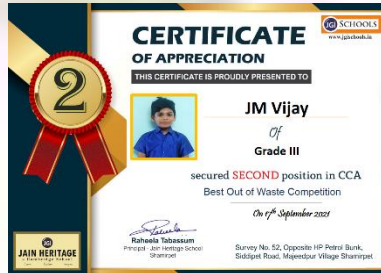 CERTIFICATE
OF APPRECIATION
JGI SCHOOLS
www.jgischools.in
THIS CERTIFICATE IS PROUDLY PRESENTED TO
2
JM Vijay
Of
Grade III
secured SECOND position in CCA
Best Out of Waste Competition
On 17th September 2021
Raheela Tabassum
Principal - Jain Heritage School
Shamirpet
Survey No. 52, Opposite HP Petrol Bunk,
Siddipet Road, Majeedpur Village Shamirpet
JGI
JAIN HERITAGE